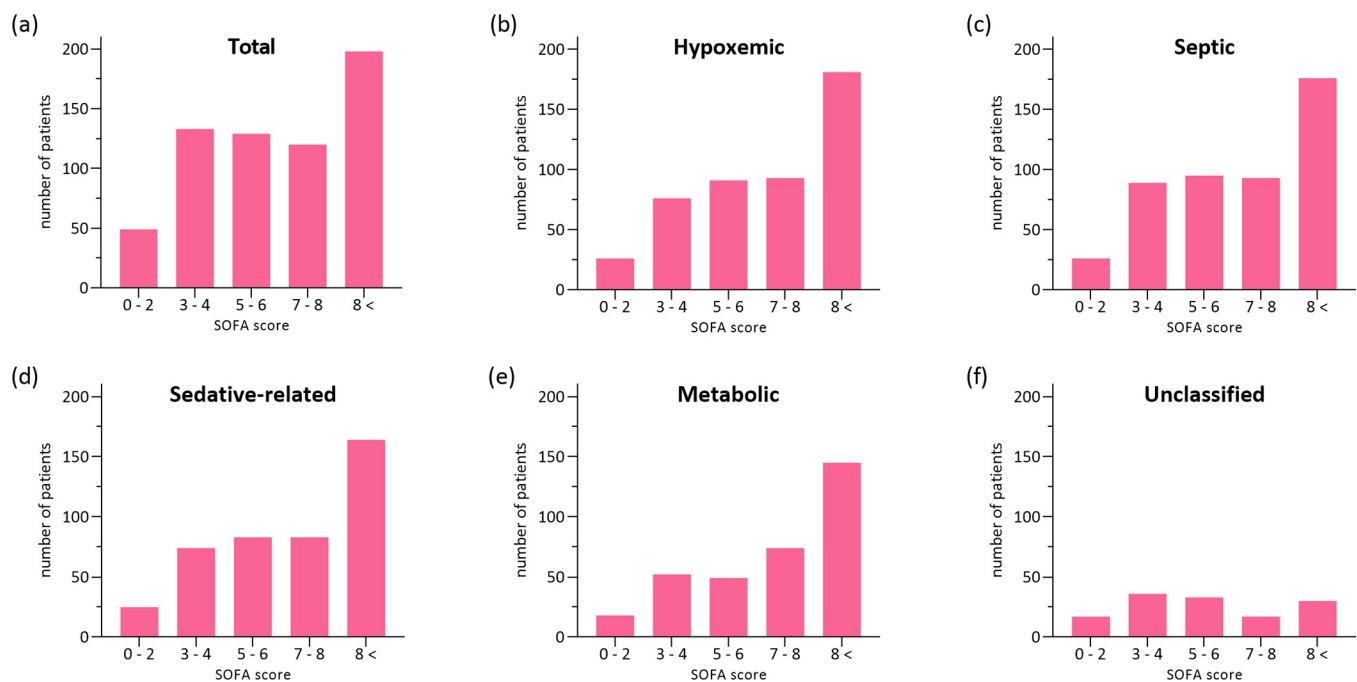 (a)
Total
number of patients
200
150
100
50
0
0 - 2 3 - 4 5 - 6 7 - 8 8 <
SOFA score
(b)
Hypoxemic
number of patients
200
150
100
50
0
0 - 2 3 - 4 5 - 6 7 - 8 8 <
SOFA score
(c)
Septic
number of patients
200
150
100
50
0
0 - 2 3 - 4 5 - 6 7 - 8 8 <
SOFA score
(d)
Sedative-related
number of patients
200
150
100
50
0
0 - 2 3 - 4 5 - 6 7 - 8 8 <
SOFA score
(e)
Metabolic
number of patients
200
150
100
50
0
0 - 2 3 - 4 5 - 6 7 - 8 8 <
SOFA score
(f)
Unclassified
number of patients
200
150
100
50
0
0 - 2 3 - 4 5 - 6 7 - 8 8 <
SOFA score